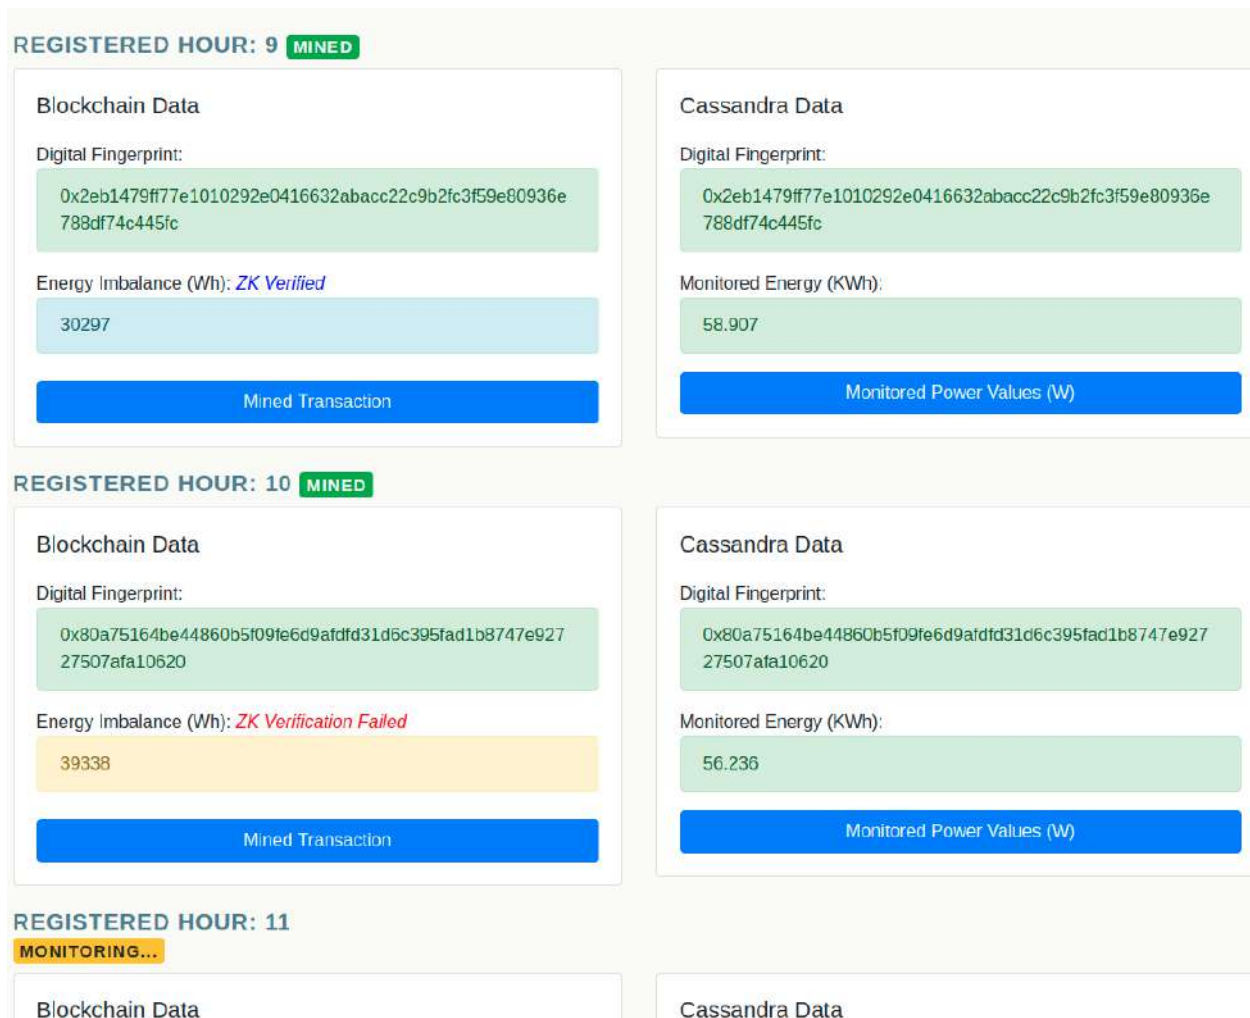 REGISTERED HOUR: 9 MINED
Blockchain Data
Digital Fingerprint:
0x2eb1479ff77e1010292e0416632abacc22c9b2fc3f59e80936e
788df74c445fc
Energy Imbalance (Wh): ZK Verified
30297
Mined Transaction
Cassandra Data
Digital Fingerprint:
0x2eb1479ff77e1010292e0416632abacc22c9b2fc3f59e80936e
788df74c445fc
Monitored Energy (KWh):
58.907
Monitored Power Values (W)
REGISTERED HOUR: 10 MINED
Blockchain Data
Digital Fingerprint:
0x80a75164be44860b5f09fe6d9afdfd31d6c395fad1b8747e927
27507afa10620
Energy Imbalance (Wh): ZK Verification Failed
39338
Mined Transaction
Cassandra Data
Digital Fingerprint:
0x80a75164be44860b5f09fe6d9afdfd31d6c395fad1b8747e927
27507afa10620
Monitored Energy (KWh):
56.236
Monitored Power Values (W)
REGISTERED HOUR: 11
MONITORING...
Blockchain Data
Cassandra Data